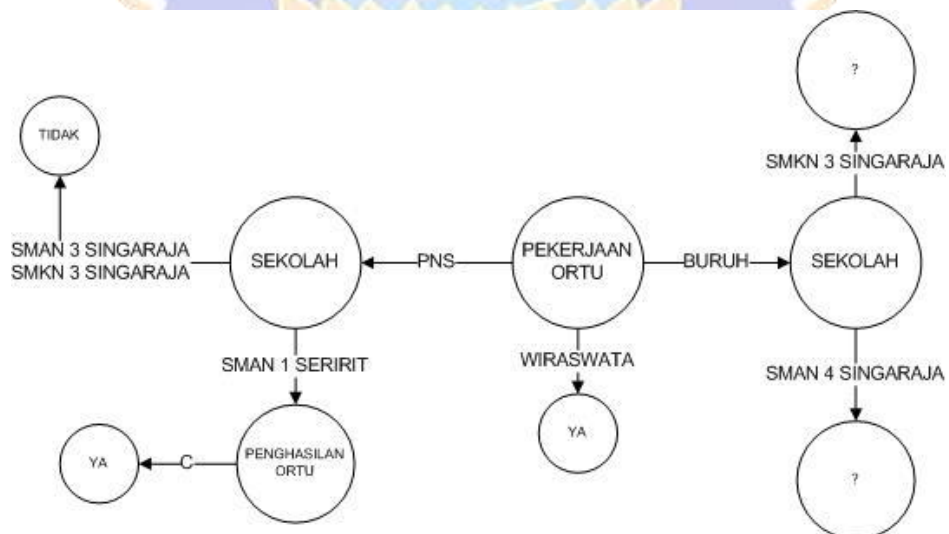 ?
TIDAK
SMKN 3 SINGARAJA
SMAN 3 SINGARAJA
SMKN 3 SINGARAJA
SEKOLAH
PNS
PEKERJAAN
ORTU
BURUH
SEKOLAH
SMAN 1 SERIRIT
WIRASWATA
SMAN 4 SINGARAJA
YA
C
PENGHASILAN
ORTU
YA
?